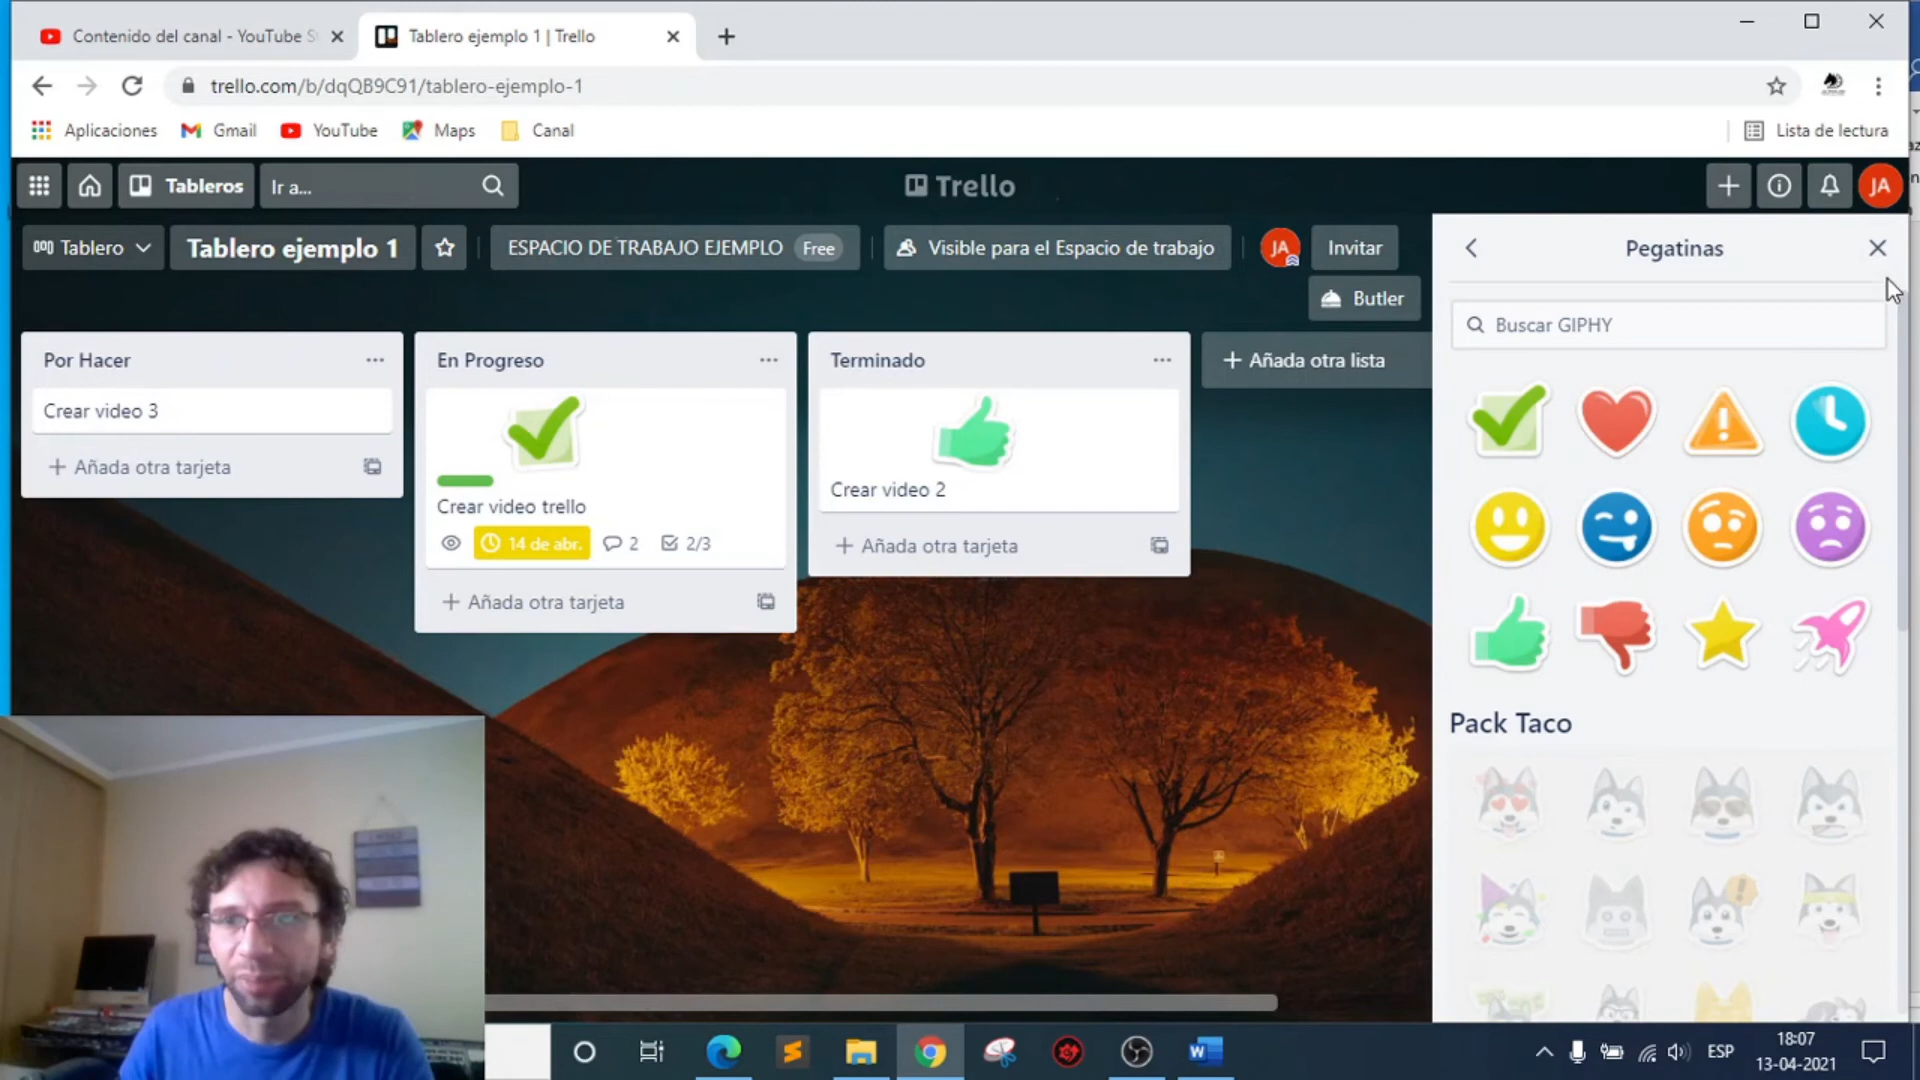 Contenido del canal - YouTube S
Tablero ejemplo 1 | Trello
trello.com/b/dqQB9C91/tablero-ejemplo-1
Aplicaciones
Gmail
YouTube
Maps
Canal
Lista de lectura
Tableros
Ir a...
Trello
JA
Tablero
Tablero ejemplo 1
ESPACIO DE TRABAJO EJEMPLO
Free
Visible para el Espacio de trabajo
JA
Invitar
Butler
Pegatinas
Buscar GIPHY
Por Hacer
Crear video 3
+ Añada otra tarjeta
En Progreso
Crear video trello
14 de abr.
2
2/3
+ Añada otra tarjeta
Terminado
Crear video 2
+ Añada otra tarjeta
+ Añada otra lista
Pack Taco
ESP
18:07
13-04-2021